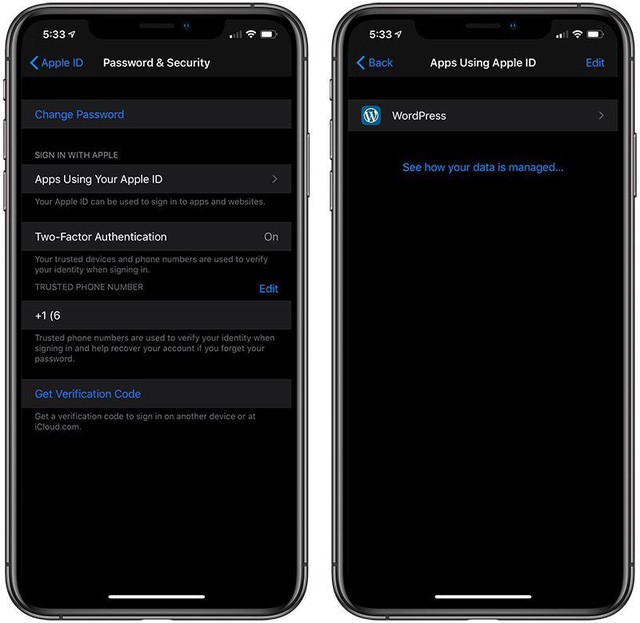 5:33
Apple ID
Password & Security
Change Password
SIGN IN WITH APPLE
Apps Using Your Apple ID
Your Apple ID can be used to sign in to apps and websites.
Two-Factor Authentication
On
Your trusted devices and phone numbers are used to verify
your identity when signing in.
TRUSTED PHONE NUMBER
Edit
+1 (6
Trusted phone numbers are used to verify your identity when
signing in and help recover your account if you forget your
password.
Get Verification Code
Get a verification code to sign in on another device or at
iCloud.com.
5:33
Back
Apps Using Apple ID
Edit
WordPress
See how your data is managed...